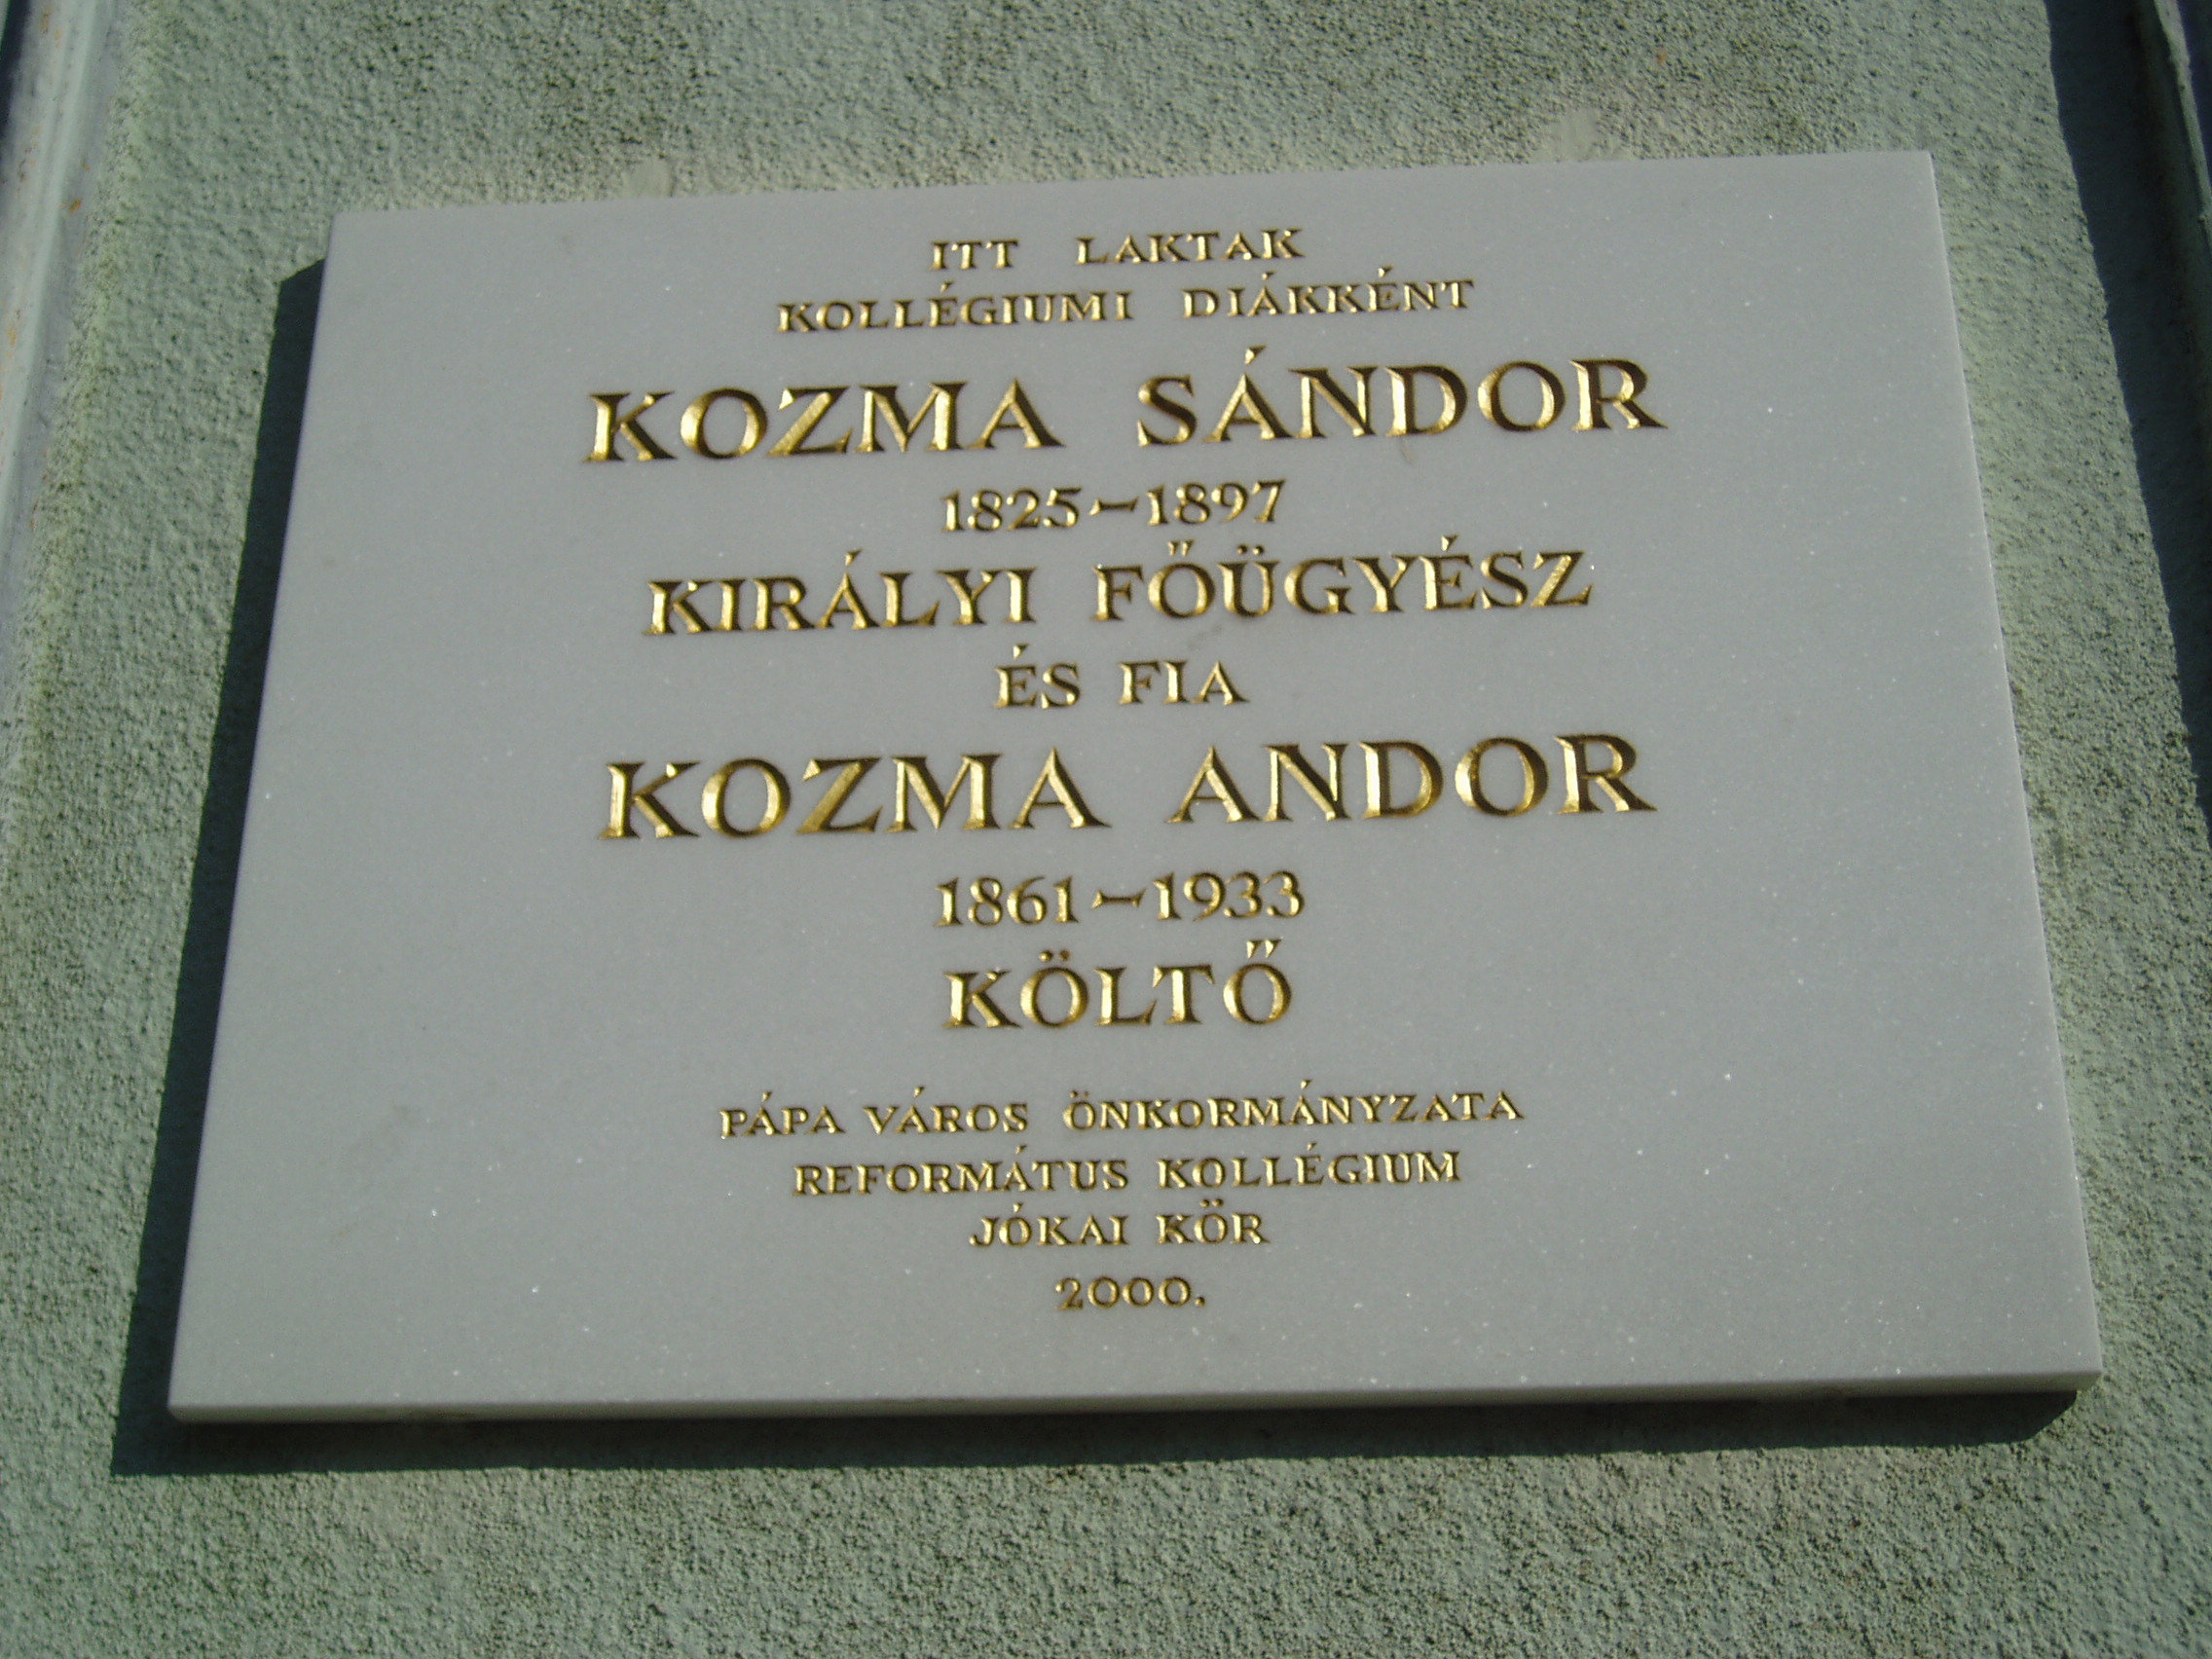 ITT LAKTAK
KOLLÉGIUMI DIÁKKÉNT
KOZMA SÁNDOR
1825–1897
KIRÁLYI FŐÜGYÉSZ
ÉS FIA
KOZMA ANDOR
1861–1933
KÖLTŐ
PÁPA VÁROS ÖNKORMÁNYZATA
REFORMÁTUS KOLLÉGIUM
JÓKAI KÖR
2000.